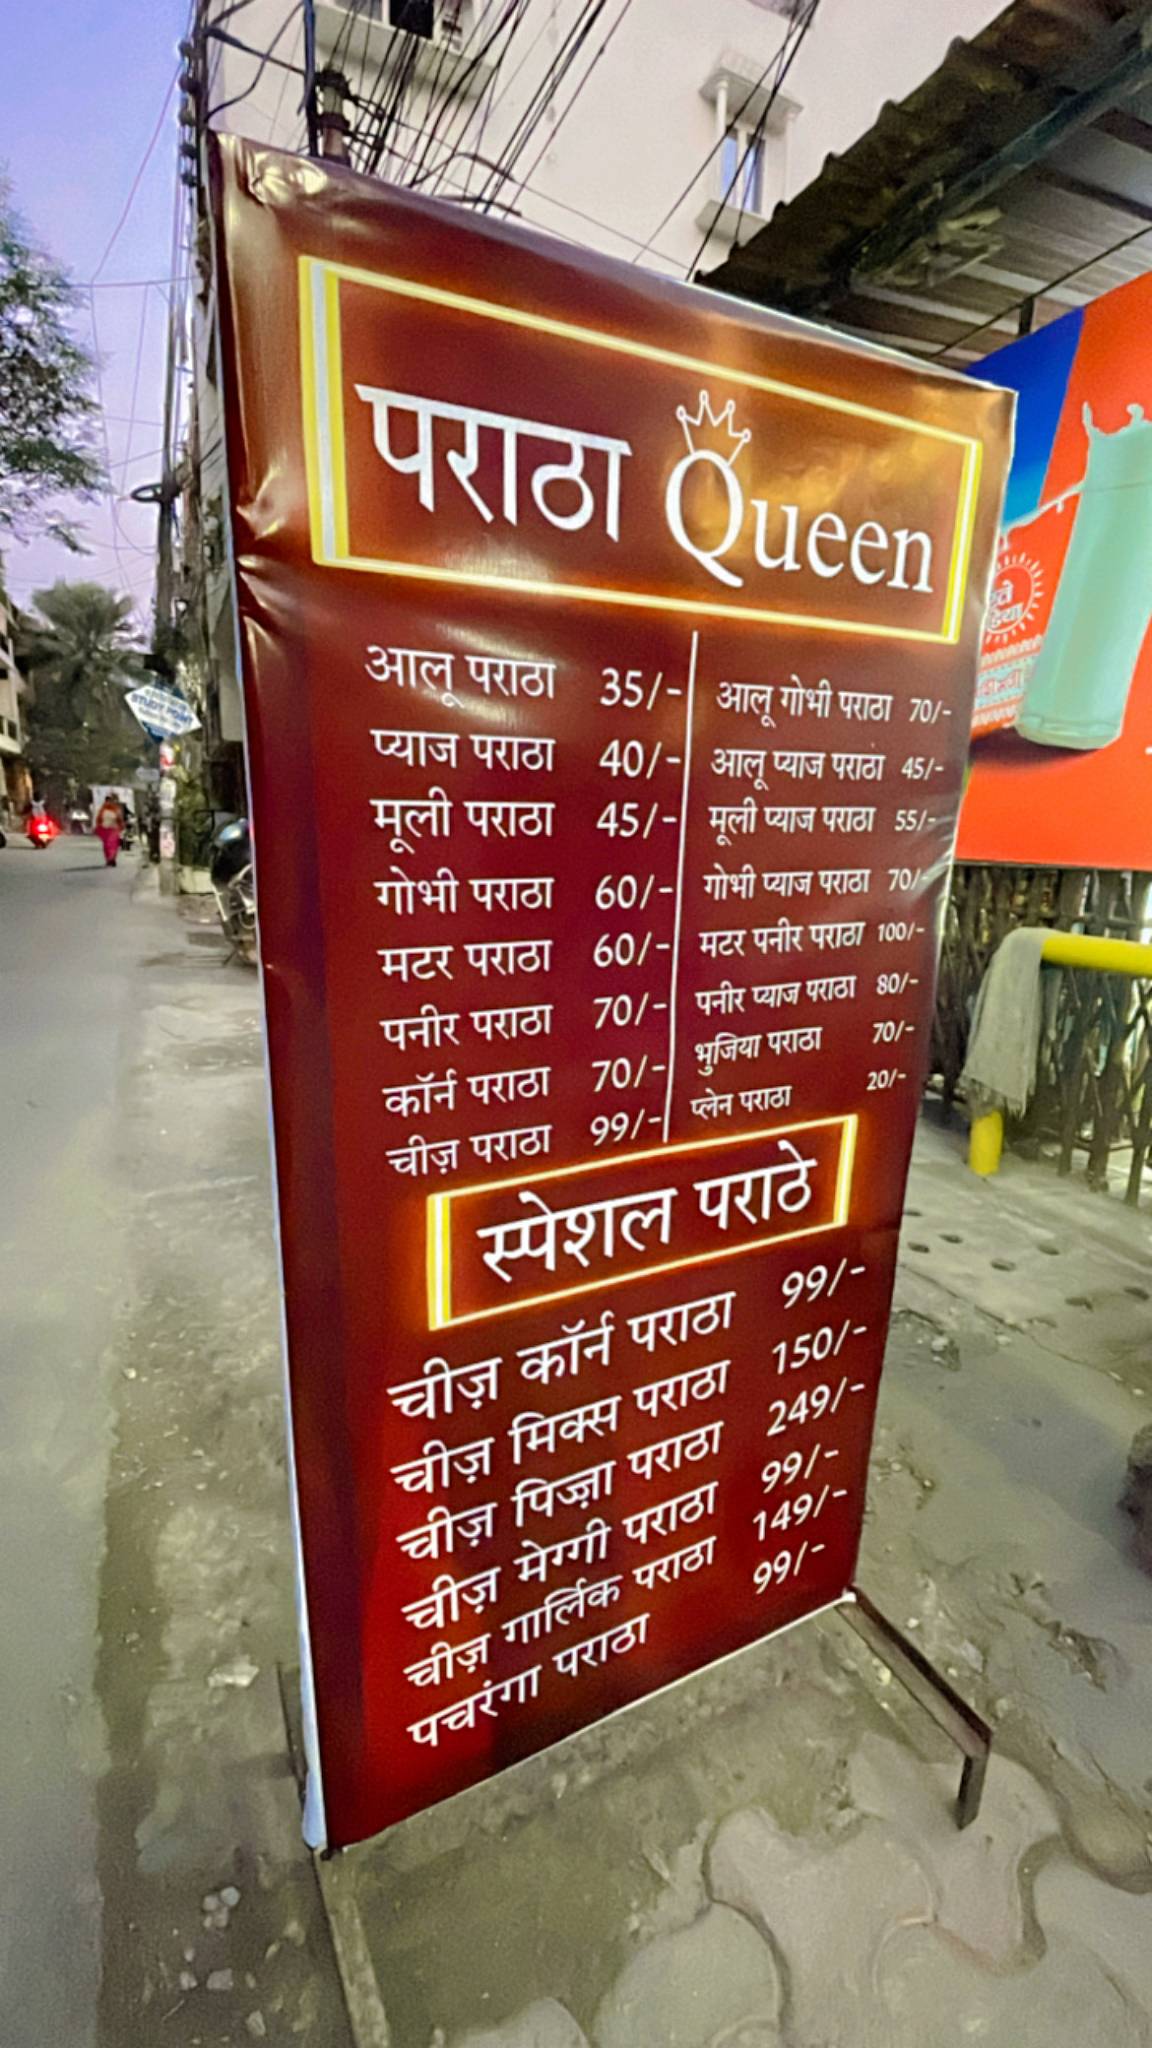 पराठा Queen
आलू पराठा 35/-
प्याज पराठा 40/-
मूली पराठा 45/-
गोभी पराठा 60/-
मटर पराठा 60/-
पनीर पराठा 70/-
कॉर्न पराठा 70/-
चीज़ पराठा 99/-
आलू गोभी पराठा 70/-
आलू प्याज पराठा 45/-
मूली प्याज पराठा 55/-
गोभी प्याज पराठा 70/-
मटर पनीर पराठा 100/-
पनीर प्याज पराठा 80/-
भुजिया पराठा 70/-
प्लेन पराठा 20/-
स्पेशल पराठे
चीज़ कॉर्न पराठा 99/-
चीज़ मिक्स पराठा 150/-
चीज़ पिज्ज़ा पराठा 249/-
चीज़ मेग्गी पराठा 99/-
चीज़ गार्लिक पराठा 149/-
पचरंगा पराठा 99/-